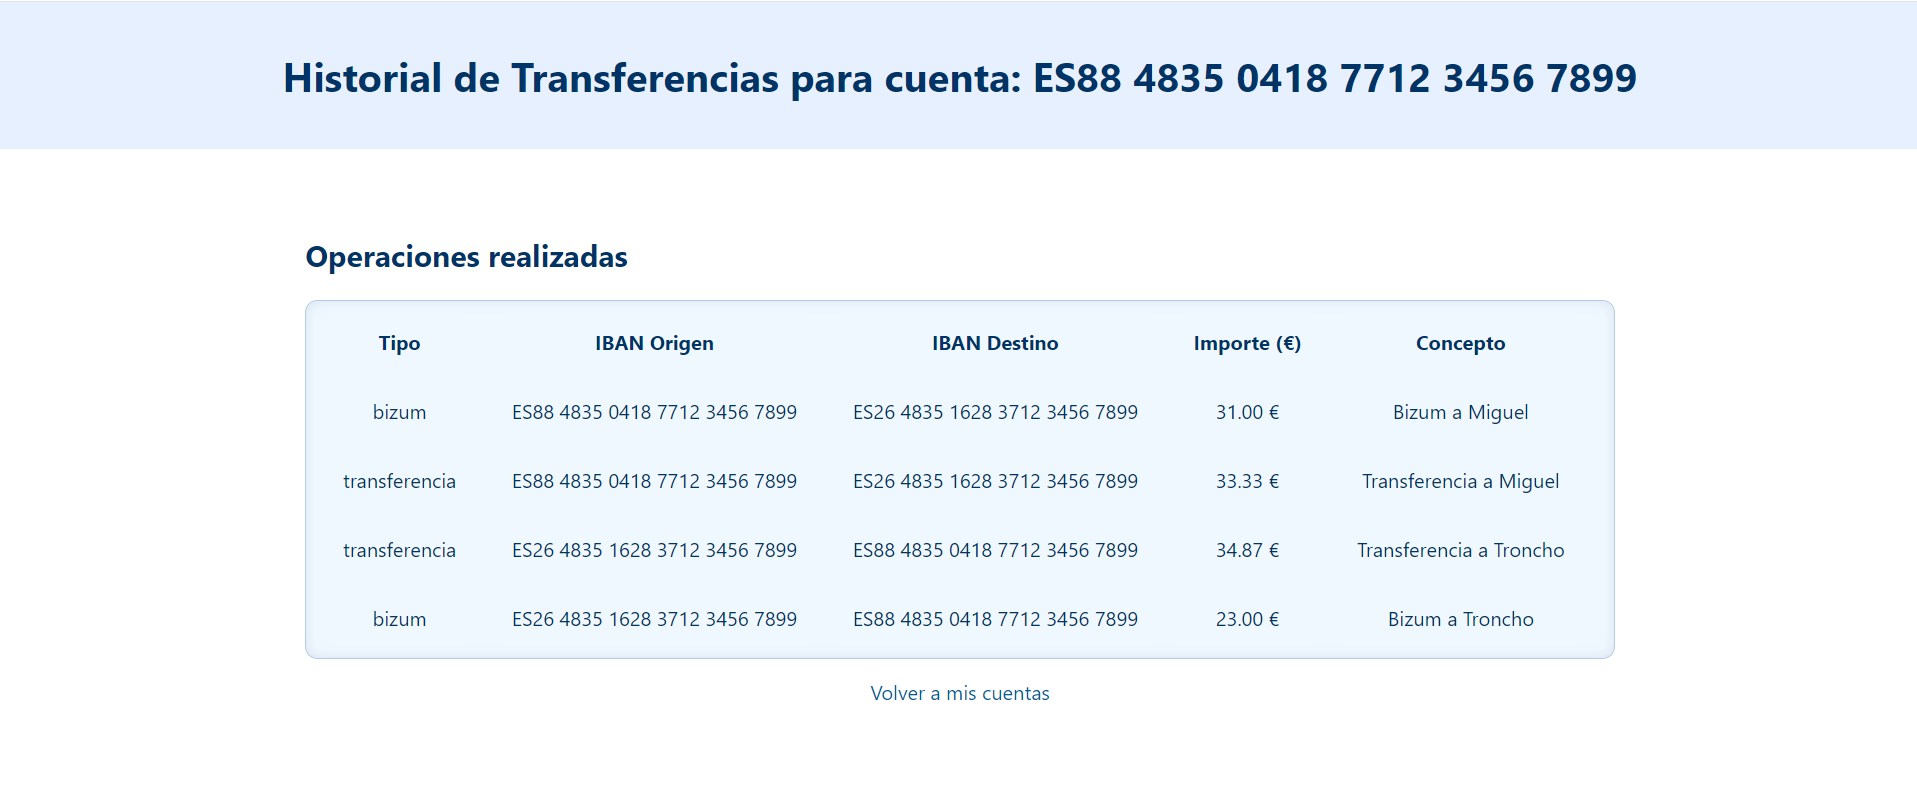 Historial de Transferencias para cuenta: ES88 4835 0418 7712 3456 7899
Operaciones realizadas
Tipo IBAN Origen IBAN Destino Importe (€) Concepto
bizum ES88 4835 0418 7712 3456 7899 ES26 4835 1628 3712 3456 7899 31.00 € Bizum a Miguel
transferencia ES88 4835 0418 7712 3456 7899 ES26 4835 1628 3712 3456 7899 33.33 € Transferencia a Miguel
transferencia ES26 4835 1628 3712 3456 7899 ES88 4835 0418 7712 3456 7899 34.87 € Transferencia a Troncho
bizum ES26 4835 1628 3712 3456 7899 ES88 4835 0418 7712 3456 7899 23.00 € Bizum a Troncho
Volver a mis cuentas